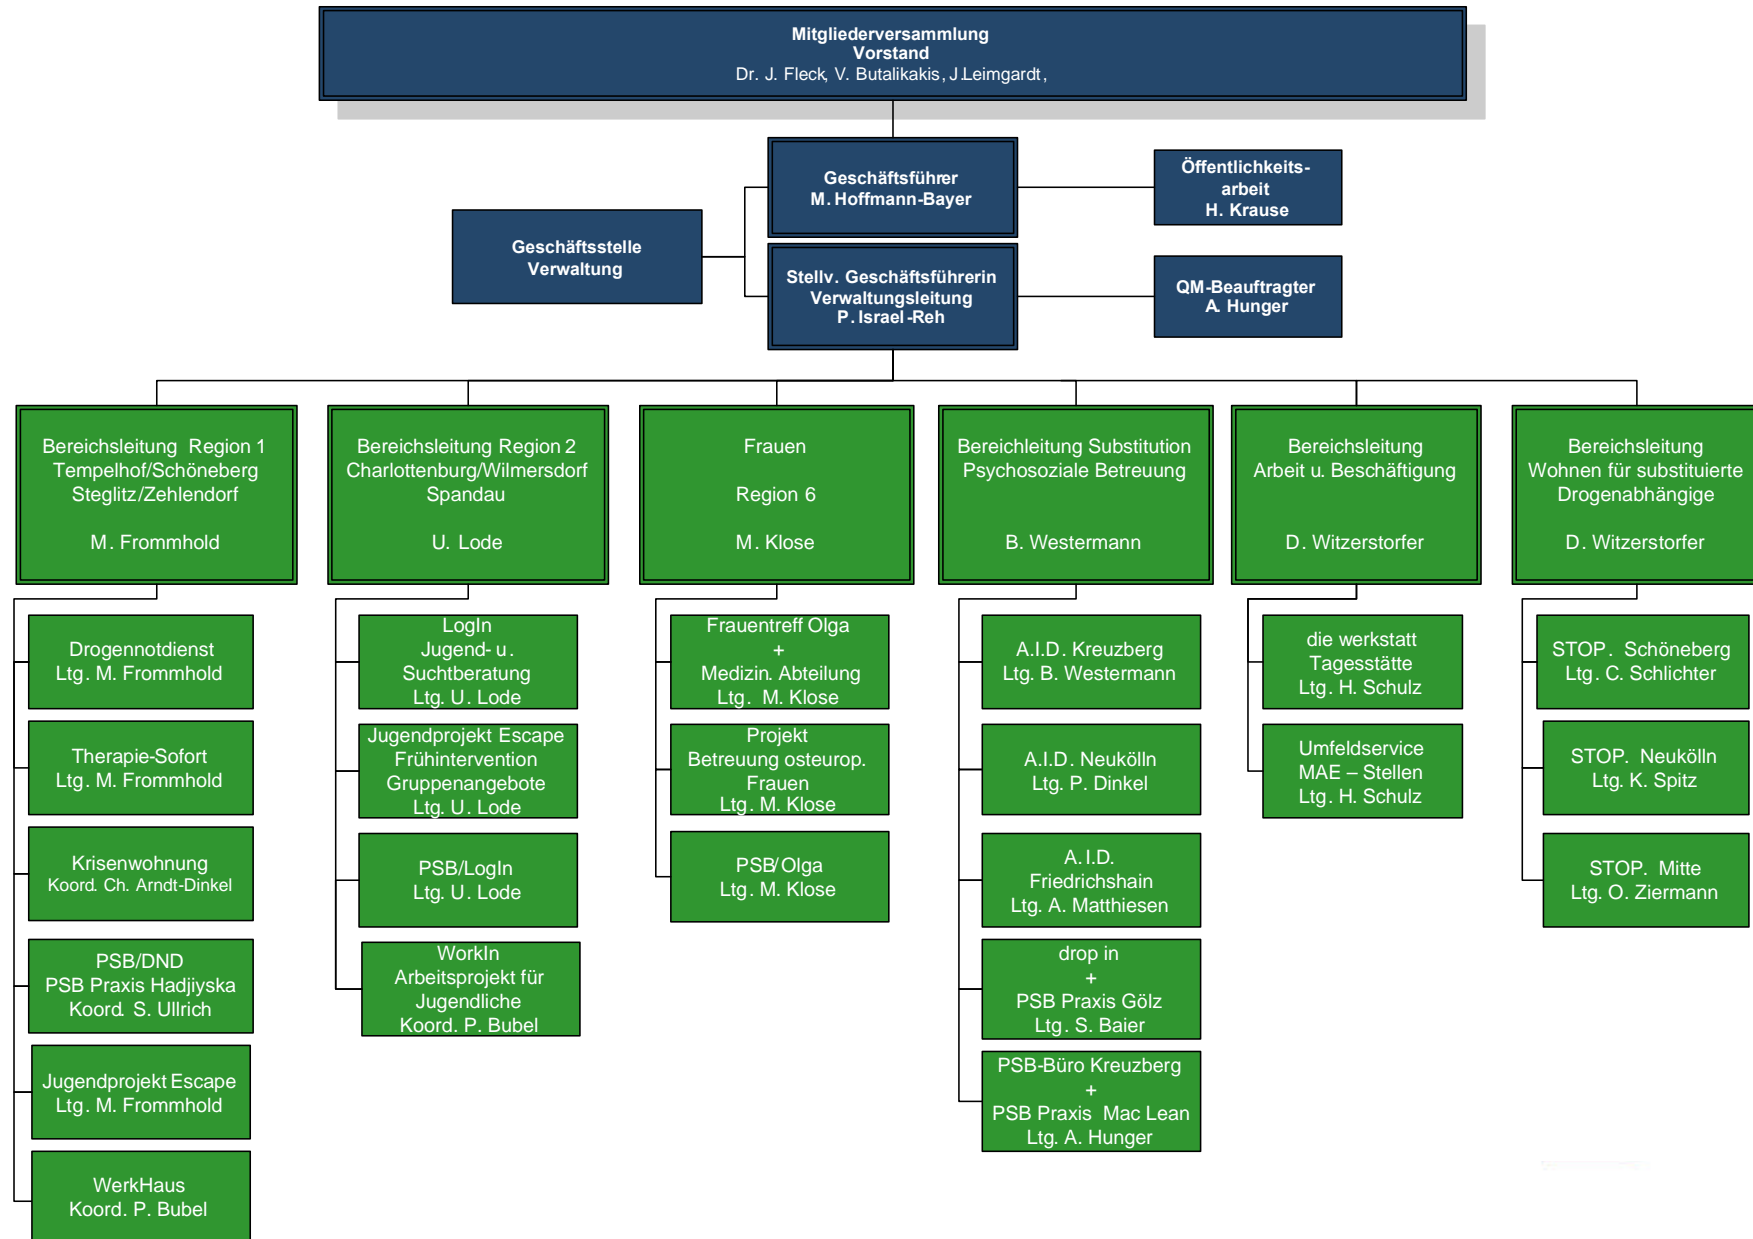 Mitgliederversammlung
Vorstand
Dr. J. Fleck, V. Butalikakis, J.Leimgardt,
Geschäftsführer
M. Hoffmann-Bayer
Öffentlichkeits-
arbeit
H. Krause
Geschäftsstelle
Verwaltung
Stellv. Geschäftsführerin
Verwaltungsleitung
P. Israel-Reh
QM-Beauftragter
A. Hunger
Bereichsleitung Region 1
Tempelhof/Schöneberg
Steglitz/Zehlendorf
M. Frommhold
Bereichsleitung Region 2
Charlottenburg/Wilmersdorf
Spandau
U. Lode
Frauen
Region 6
M. Klose
Bereichleitung Substitution
Psychosoziale Betreuung
B. Westermann
Bereichsleitung
Arbeit u. Beschäftigung
D. Witzerstorfer
Bereichsleitung
Wohnen für substituierte
Drogenabhängige
D. Witzerstorfer
Drogennotdienst
Ltg. M. Frommhold
Therapie-Sofort
Ltg. M. Frommhold
Krisenwohnung
Koord. Ch. Arndt-Dinkel
PSB/DND
PSB Praxis Hadjiyska
Koord. S. Ullrich
Jugendprojekt Escape
Ltg. M. Frommhold
WerkHaus
Koord. P. Bubel
LogIn
Jugend- u.
Suchtberatung
Ltg. U. Lode
Jugendprojekt Escape
Frühintervention
Gruppenangebote
Ltg. U. Lode
PSB/LogIn
Ltg. U. Lode
WorkIn
Arbeitsprojekt für
Jugendliche
Koord. P. Bubel
Frauentreff Olga
+
Medizin. Abteilung
Ltg. M. Klose
Projekt
Betreuung osteurop.
Frauen
Ltg. M. Klose
PSB/Olga
Ltg. M. Klose
A.I.D. Kreuzberg
Ltg. B. Westermann
A.I.D. Neukölln
Ltg. P. Dinkel
A.I.D.
Friedrichshain
Ltg. A. Matthiesen
drop in
+
PSB Praxis Gölz
Ltg. S. Baier
PSB-Büro Kreuzberg
+
PSB Praxis Mac Lean
Ltg. A. Hunger
die werkstatt
Tagesstätte
Ltg. H. Schulz
Umfeldservice
MAE – Stellen
Ltg. H. Schulz
STOP. Schöneberg
Ltg. C. Schlichter
STOP. Neukölln
Ltg. K. Spitz
STOP. Mitte
Ltg. O. Ziermann